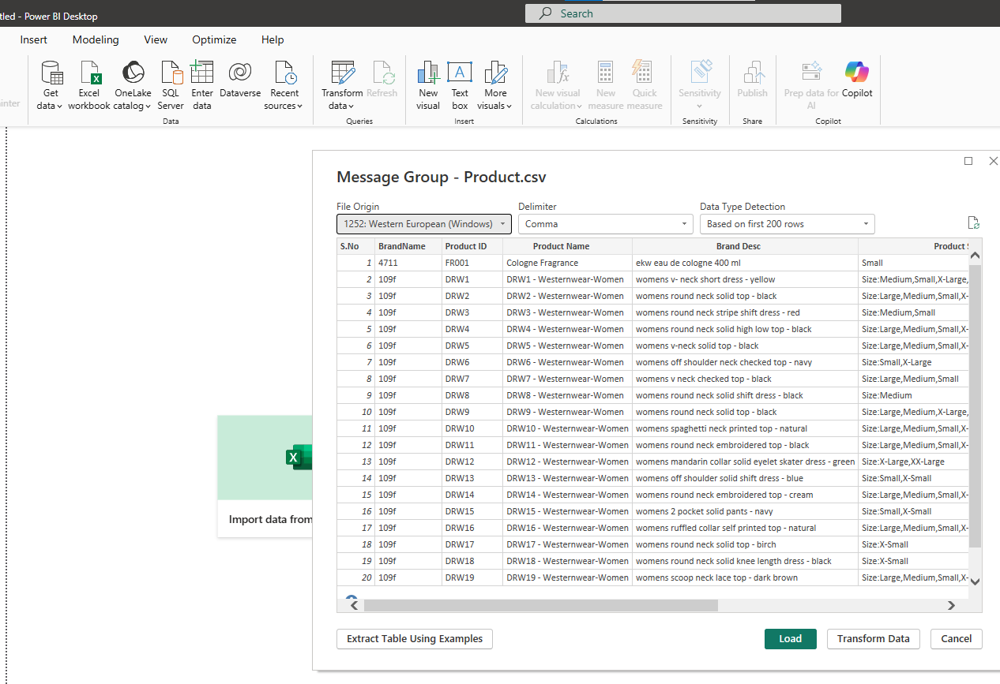 tled - Power BI Desktop
Search
Insert Modeling View Optimize Help
inter
Get data
Excel workbook
OneLake catalog
SQL Server
Enter data
Dataverse
Recent sources
Data
Transform data
Refresh
Queries
New visual
Text box
More visuals
Insert
New visual calculation
New measure
Quick measure
Calculations
Sensitivity
Sensitivity
Publish
Share
Prep data for AI
Copilot
Copilot
Import data from
Message Group - Product.csv
File Origin Delimiter Data Type Detection
1252: Western European (Windows) Comma Based on first 200 rows
S.No BrandName Product ID Product Name Brand Desc Product S
1 4711 FR001 Cologne Fragrance ekw eau de cologne 400 ml Small
2 109f DRW1 DRW1 - Westernwear-Women womens v- neck short dress - yellow Size:Medium,Small,X-Large,
3 109f DRW2 DRW2 - Westernwear-Women womens round neck solid top - black Size:Large,Medium,Small,X-
4 109f DRW3 DRW3 - Westernwear-Women womens round neck stripe shift dress - red Size:Medium,Small
5 109f DRW4 DRW4 - Westernwear-Women womens round neck solid high low top - black Size:Large,Medium,Small,X-
6 109f DRW5 DRW5 - Westernwear-Women womens v-neck solid top - black Size:Large,Medium,Small,X-
7 109f DRW6 DRW6 - Westernwear-Women womens off shoulder neck checked top - navy Size:Small,X-Large
8 109f DRW7 DRW7 - Westernwear-Women womens v neck checked top - black Size:Large,Medium,Small
9 109f DRW8 DRW8 - Westernwear-Women womens round neck solid shift dress - black Size:Medium
10 109f DRW9 DRW9 - Westernwear-Women womens round neck solid top - black Size:Large,Medium,X-Large,
11 109f DRW10 DRW10 - Westernwear-Women womens spaghetti neck printed top - natural Size:Large,Medium,Small,X-
12 109f DRW11 DRW11 - Westernwear-Women womens round neck embroidered top - black Size:Large,Medium,Small,X-
13 109f DRW12 DRW12 - Westernwear-Women womens mandarin collar solid eyelet skater dress - green Size:X-Large,XX-Large
14 109f DRW13 DRW13 - Westernwear-Women womens off shoulder solid shift dress - blue Size:Small,X-Small
15 109f DRW14 DRW14 - Westernwear-Women womens round neck embroidered top - cream Size:Large,Medium,Small,X-
16 109f DRW15 DRW15 - Westernwear-Women womens 2 pocket solid pants - navy Size:Small,X-Small
17 109f DRW16 DRW16 - Westernwear-Women womens ruffled collar self printed top - natural Size:Large,Medium,Small,X-
18 109f DRW17 DRW17 - Westernwear-Women womens round neck solid top - birch Size:X-Small
19 109f DRW18 DRW18 - Westernwear-Women womens round neck solid knee length dress - black Size:X-Small
20 109f DRW19 DRW19 - Westernwear-Women womens scoop neck lace top - dark brown Size:Large,Medium,Small,X-
Extract Table Using Examples Load Transform Data Cancel